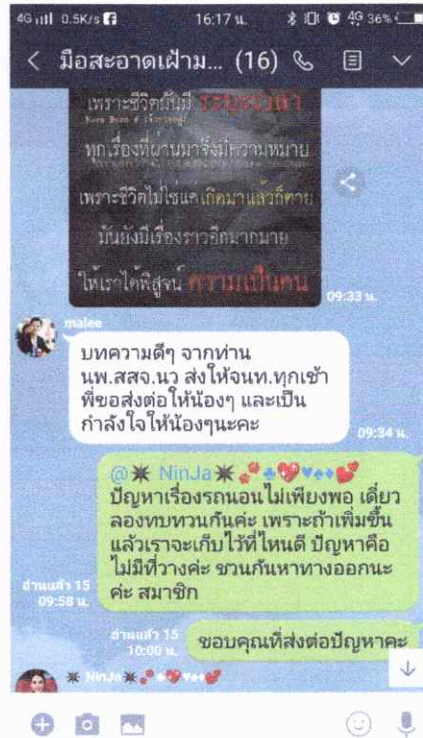 4G 0.5K/s 16:17 น. 4G 36%
มือสะอาดเฝ้าม... (16)
เพราะชีวิตมันมี ระยะเวลา
ทุกเรื่องที่ผ่านมาจึงมีความหมาย
เพราะชีวิตไม่ใช่แค่เกิดมาแล้วก็ตาย
มันยังมีเรื่องราวอีกมากมาย
ให้เราได้พิสูจน์ ความเป็นคน
09:33 น.
malee
บทความดีๆ จากท่าน
นพ.สสจ.นว ส่งให้จนท.ทุกเช้า
พี่ขอส่งต่อให้น้องๆ และเป็น
กำลังใจให้น้องๆนะคะ
09:34 น.
@✴ NinJa✴🐾♣💖♥♠♦💕
ปัญหาเรื่องรถนอนไม่เพียงพอ เดี่ยว
ลองทบทวนกันค่ะ เพราะถ้าเพิ่มขึ้น
แล้วเราจะเก็บไว้ที่ไหนดี ปัญหาคือ
ไม่มีที่วางค่ะ ชวนกันหาทางออกนะ
ค่ะ สมาชิก
อ่านแล้ว 15
09:58 น.
ขอบคุณที่ส่งต่อปัญหาคะ
อ่านแล้ว 15
10:00 น.
✴ NinJa✴🐾♣💖♥♠♦💕